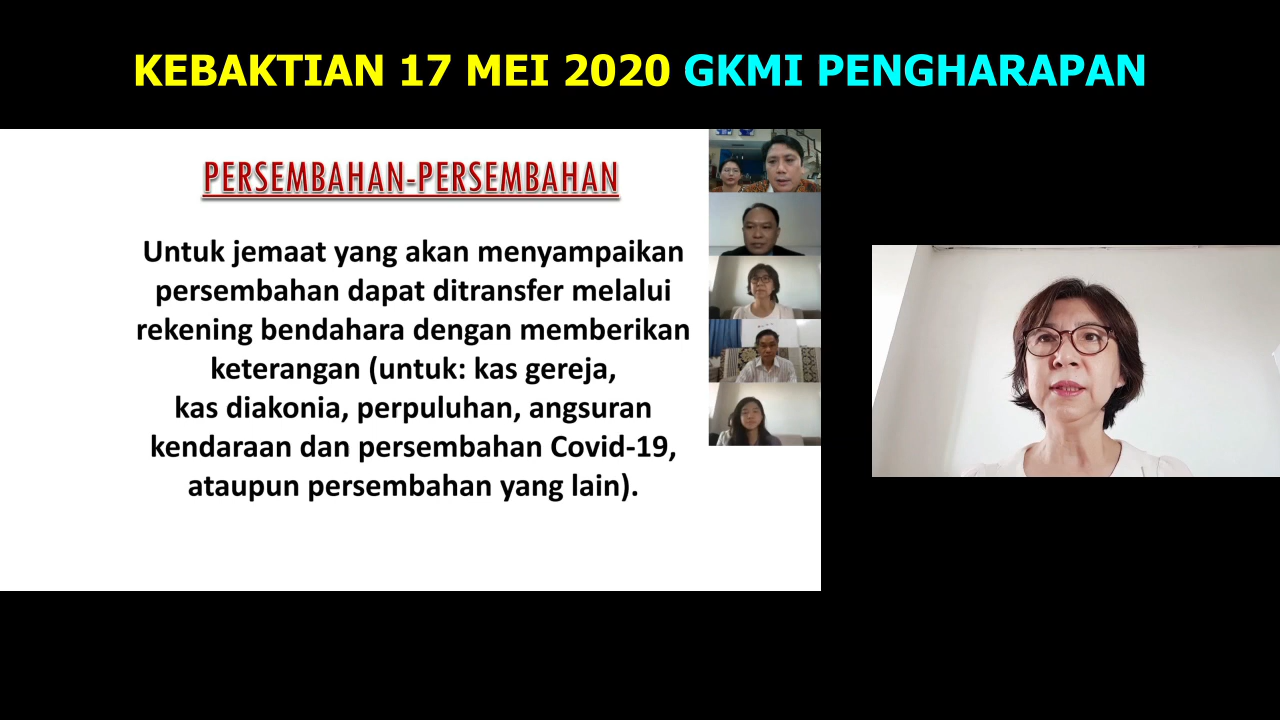 KEBAKTIAN 17 MEI 2020 GKMI PENGHARAPAN
PERSEMBAHAN-PERSEMBAHAN
Untuk jemaat yang akan menyampaikan
persembahan dapat ditransfer melalui
rekening bendahara dengan memberikan
keterangan (untuk: kas gereja,
kas diakonia, perpuluhan, angsuran
kendaraan dan persembahan Covid-19,
ataupun persembahan yang lain).